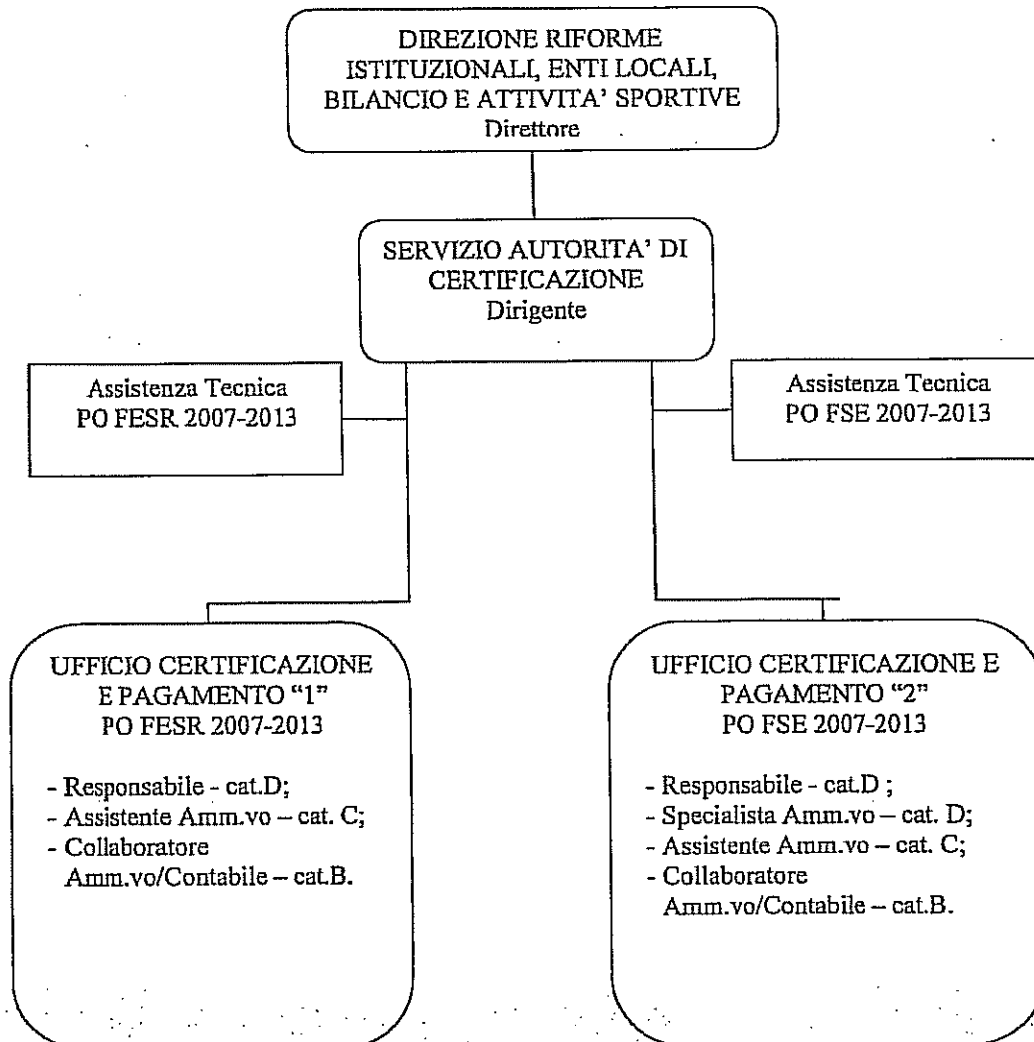 DIREZIONE RIFORME
ISTITUZIONALI, ENTI LOCALI,
BILANCIO E ATTIVITA' SPORTIVE
Direttore
SERVIZIO AUTORITA' DI
CERTIFICAZIONE
Dirigente
Assistenza Tecnica
PO FESR 2007-2013
Assistenza Tecnica
PO FSE 2007-2013
UFFICIO CERTIFICAZIONE
E PAGAMENTO "1"
PO FESR 2007-2013
- Responsabile - cat.D;
- Assistente Amm.vo – cat. C;
- Collaboratore
Amm.vo/Contabile – cat.B.
UFFICIO CERTIFICAZIONE E
PAGAMENTO "2"
PO FSE 2007-2013
- Responsabile - cat.D ;
- Specialista Amm.vo – cat. D;
- Assistente Amm.vo – cat. C;
- Collaboratore
Amm.vo/Contabile – cat.B.